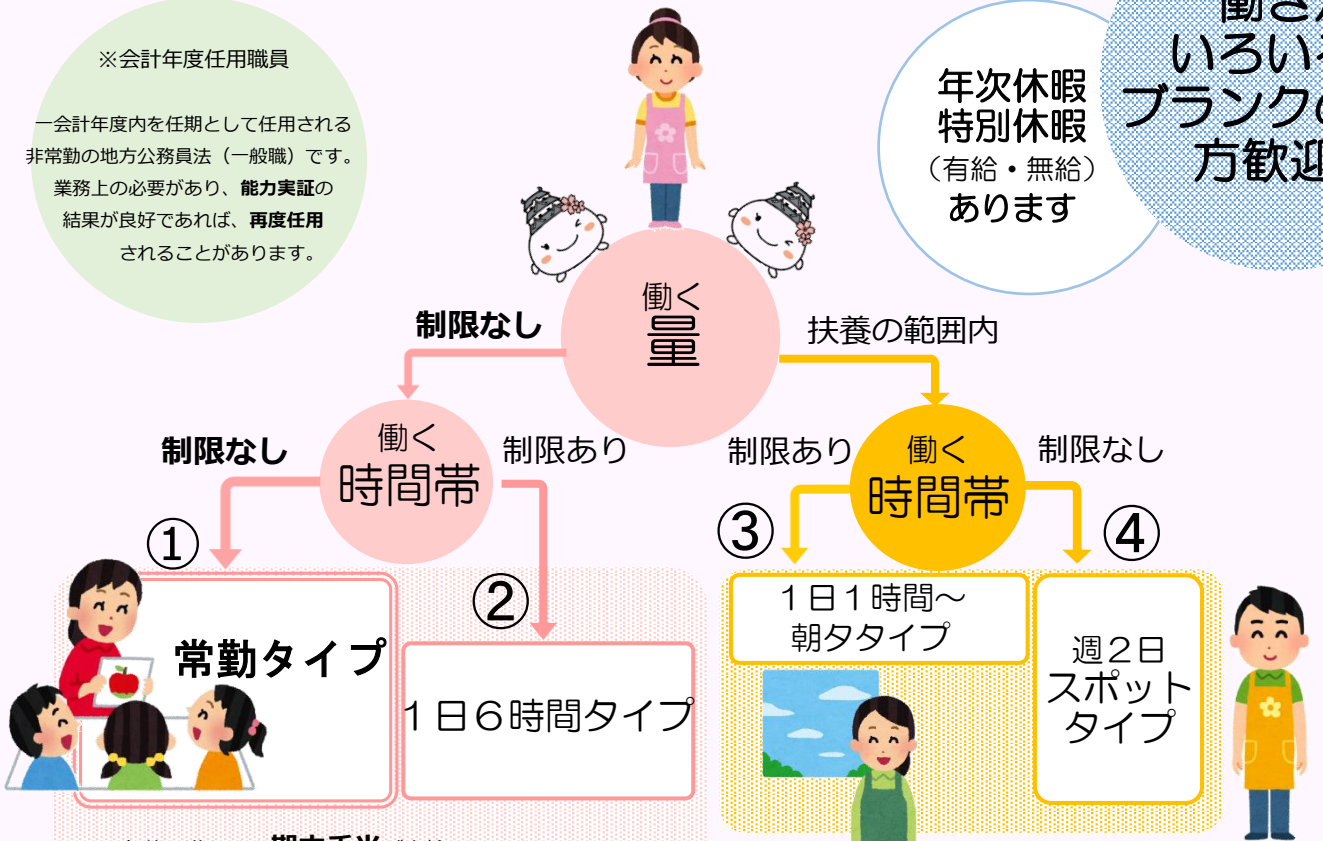 ※会計年度任用職員
一会計年度内を任期として任用される
非常勤の地方公務員法（一般職）です。
業務上の必要があり、能力実証の
結果が良好であれば、再度任用
されることがあります。
年次休暇
特別休暇
（有給・無給）
あります
いろいろ
ブランクの
方歓迎
働く
量
制限なし
扶養の範囲内
働く
時間帯
制限なし
制限あり
働く
時間帯
制限あり
制限なし
①
常勤タイプ
②
1日6時間タイプ
③
1日1時間～
朝夕タイプ
④
週2日
スポット
タイプ
期末手当